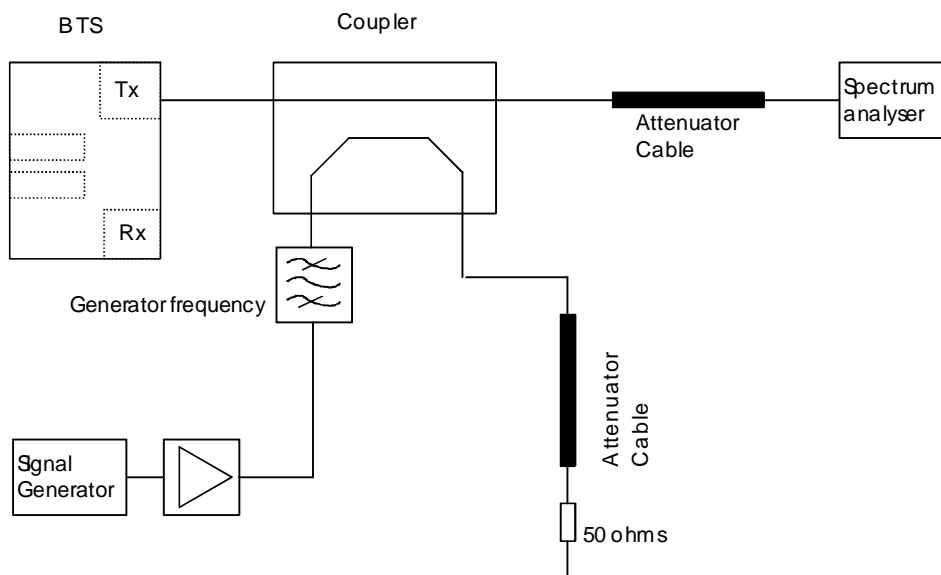 BTS
Coupler
Tx
Spectrum
analyser
Attenuator
Cable
Rx
Generator frequency
Attenuator
Cable
Signal
Generator
50 ohms